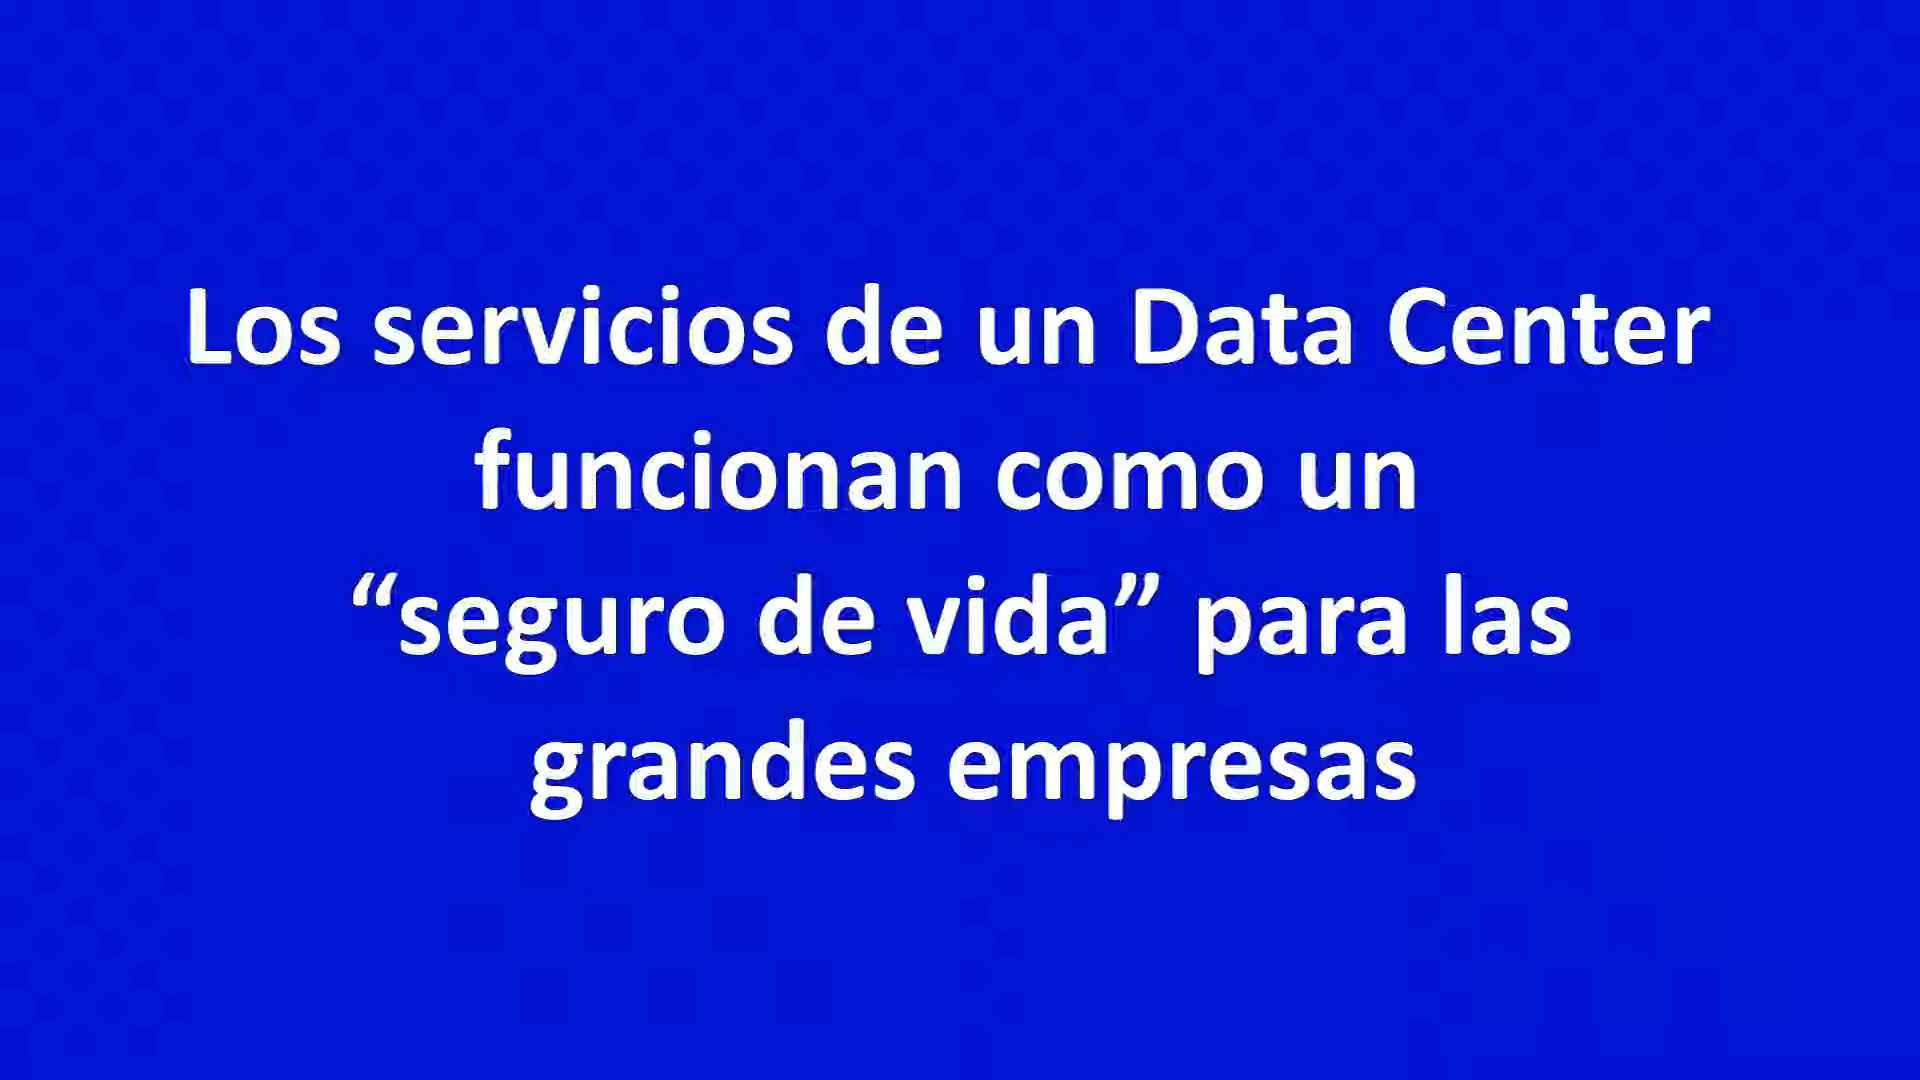 Los servicios de un Data Center
funcionan como un
“seguro de vida” para las
grandes empresas